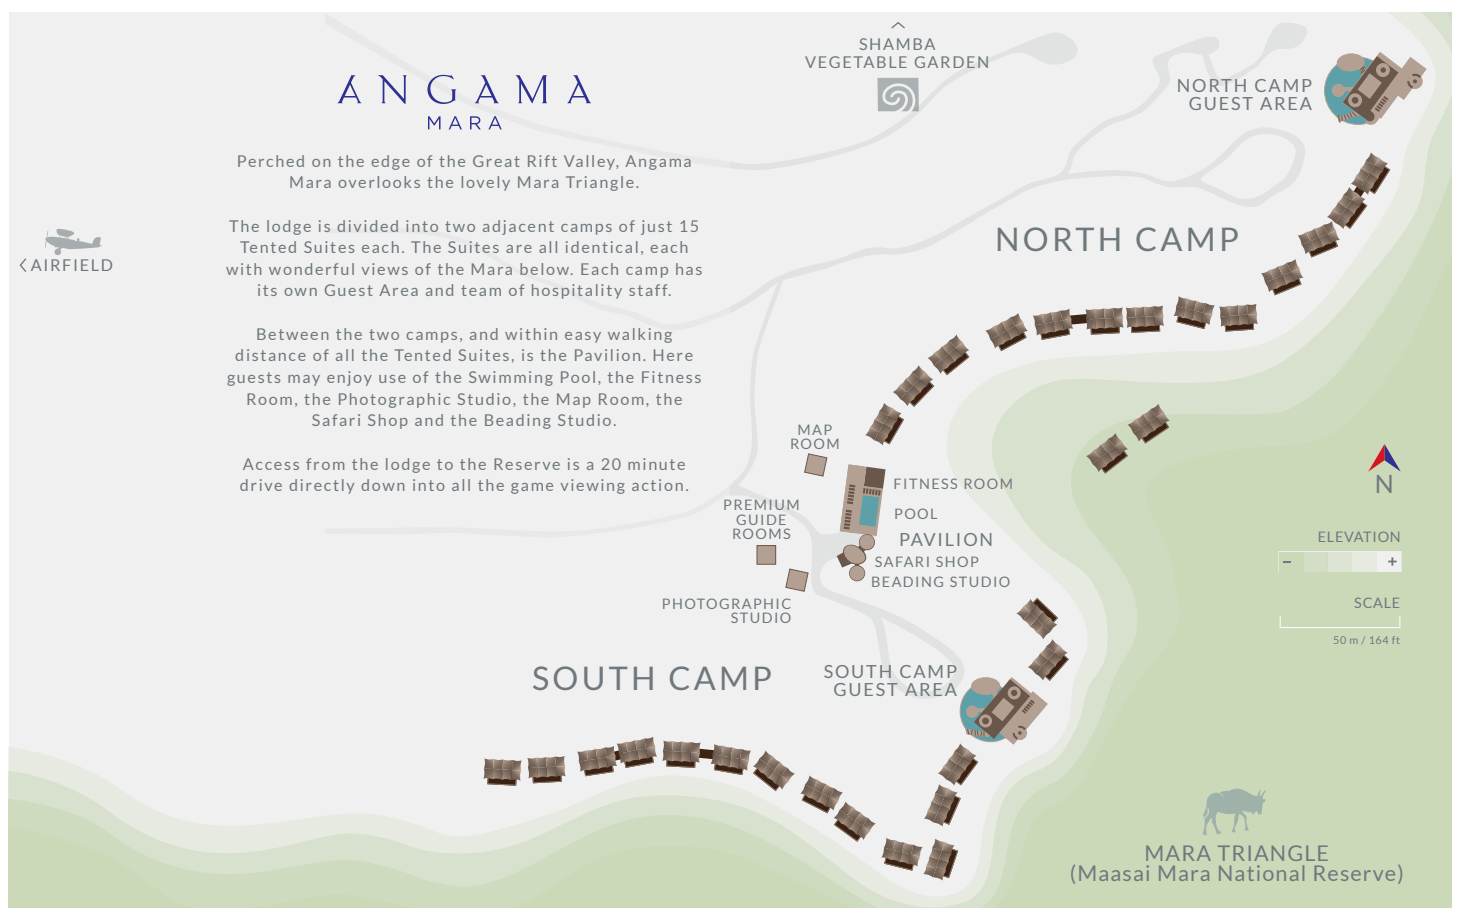 SHAMBA
VEGETABLE GARDEN
NORTH CAMP
GUEST AREA
ANGAMA
MARA
Perched on the edge of the Great Rift Valley, Angama
Mara overlooks the lovely Mara Triangle.
The lodge is divided into two adjacent camps of just 15
Tented Suites each. The Suites are all identical, each
with wonderful views of the Mara below. Each camp has
its own Guest Area and team of hospitality staff.
Between the two camps, and within easy walking
distance of all the Tented Suites, is the Pavilion. Here
guests may enjoy use of the Swimming Pool, the Fitness
Room, the Photographic Studio, the Map Room, the
Safari Shop and the Beading Studio.
Access from the lodge to the Reserve is a 20 minute
drive directly down into all the game viewing action.
AIRFIELD
NORTH CAMP
MAP
ROOM
FITNESS ROOM
POOL
PREMIUM
GUIDE
ROOMS
PAVILION
SAFARI SHOP
BEADING STUDIO
PHOTOGRAPHIC
STUDIO
N
ELEVATION
- +
SCALE
50 m / 164 ft
SOUTH CAMP
SOUTH CAMP
GUEST AREA
MARA TRIANGLE
(Maasai Mara National Reserve)